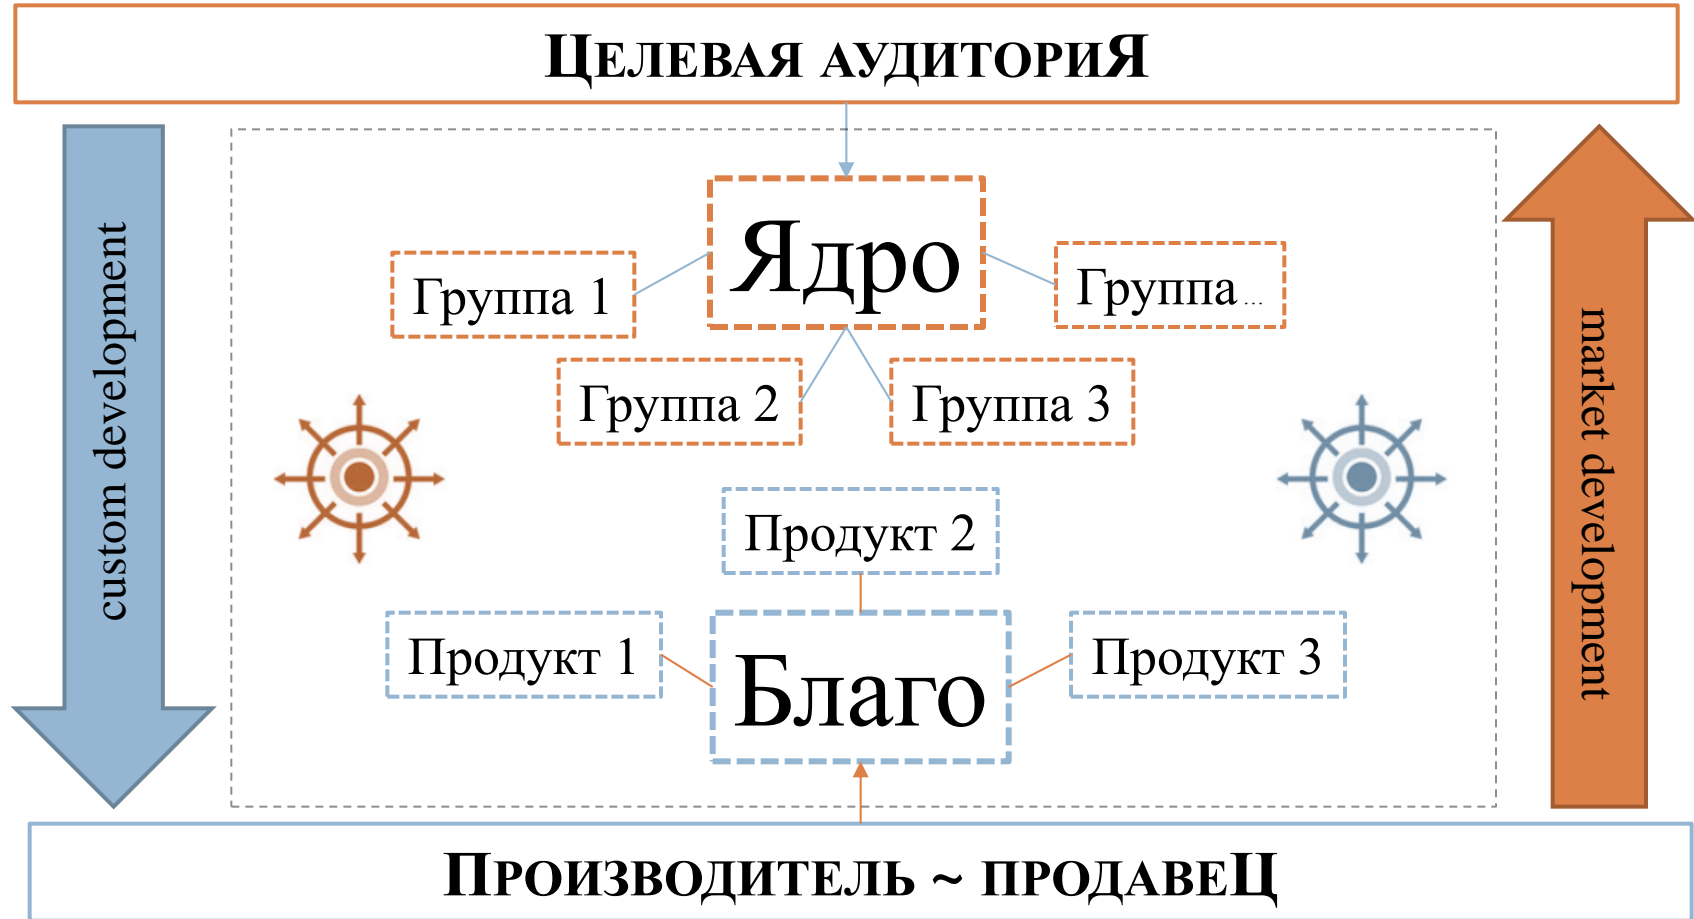 ЦЕЛЕВАЯ АУДИТОРИЯ
custom development
market development
Ядро
Группа 1
Группа...
Группа 2
Группа 3
Продукт 2
Продукт 1
Благо
Продукт 3
ПРОИЗВОДИТЕЛЬ ~ ПРОДАВЕЦ